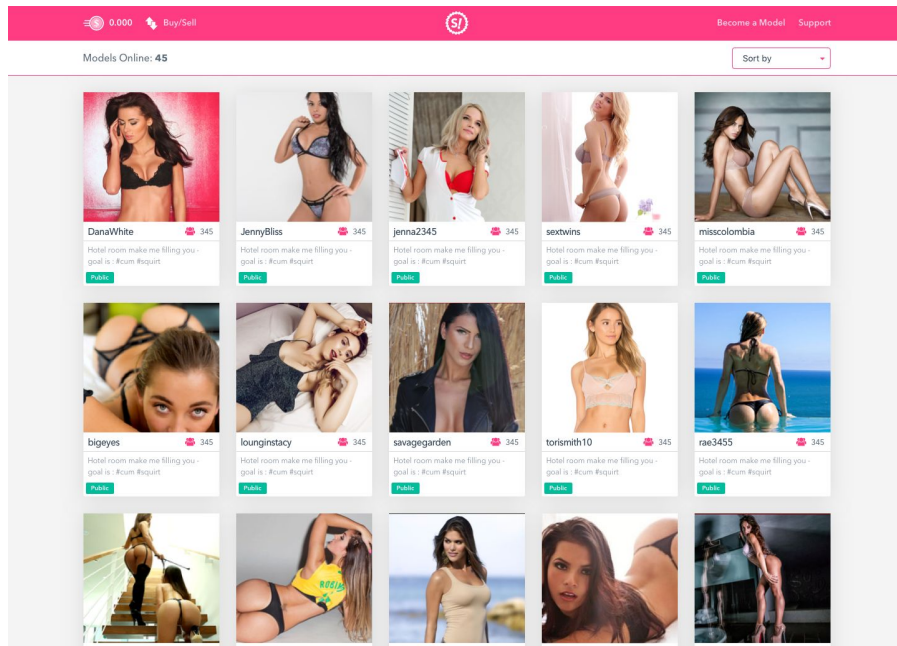 0.000 Buy/Sell S! Become a Model Support
Models Online: 45 Sort by
DanaWhite 345
Hotel room make me filling you -
goal is : #cum #squirt
Public
JennyBliss 345
Hotel room make me filling you -
goal is : #cum #squirt
Public
jenna2345 345
Hotel room make me filling you -
goal is : #cum #squirt
Public
sextwins 345
Hotel room make me filling you -
goal is : #cum #squirt
Public
misscolombia 345
Hotel room make me filling you -
goal is : #cum #squirt
Public
bigeyes 345
Hotel room make me filling you -
goal is : #cum #squirt
Public
lounginstacy 345
Hotel room make me filling you -
goal is : #cum #squirt
Public
savagegarden 345
Hotel room make me filling you -
goal is : #cum #squirt
Public
torismith10 345
Hotel room make me filling you -
goal is : #cum #squirt
Public
rae3455 345
Hotel room make me filling you -
goal is : #cum #squirt
Public